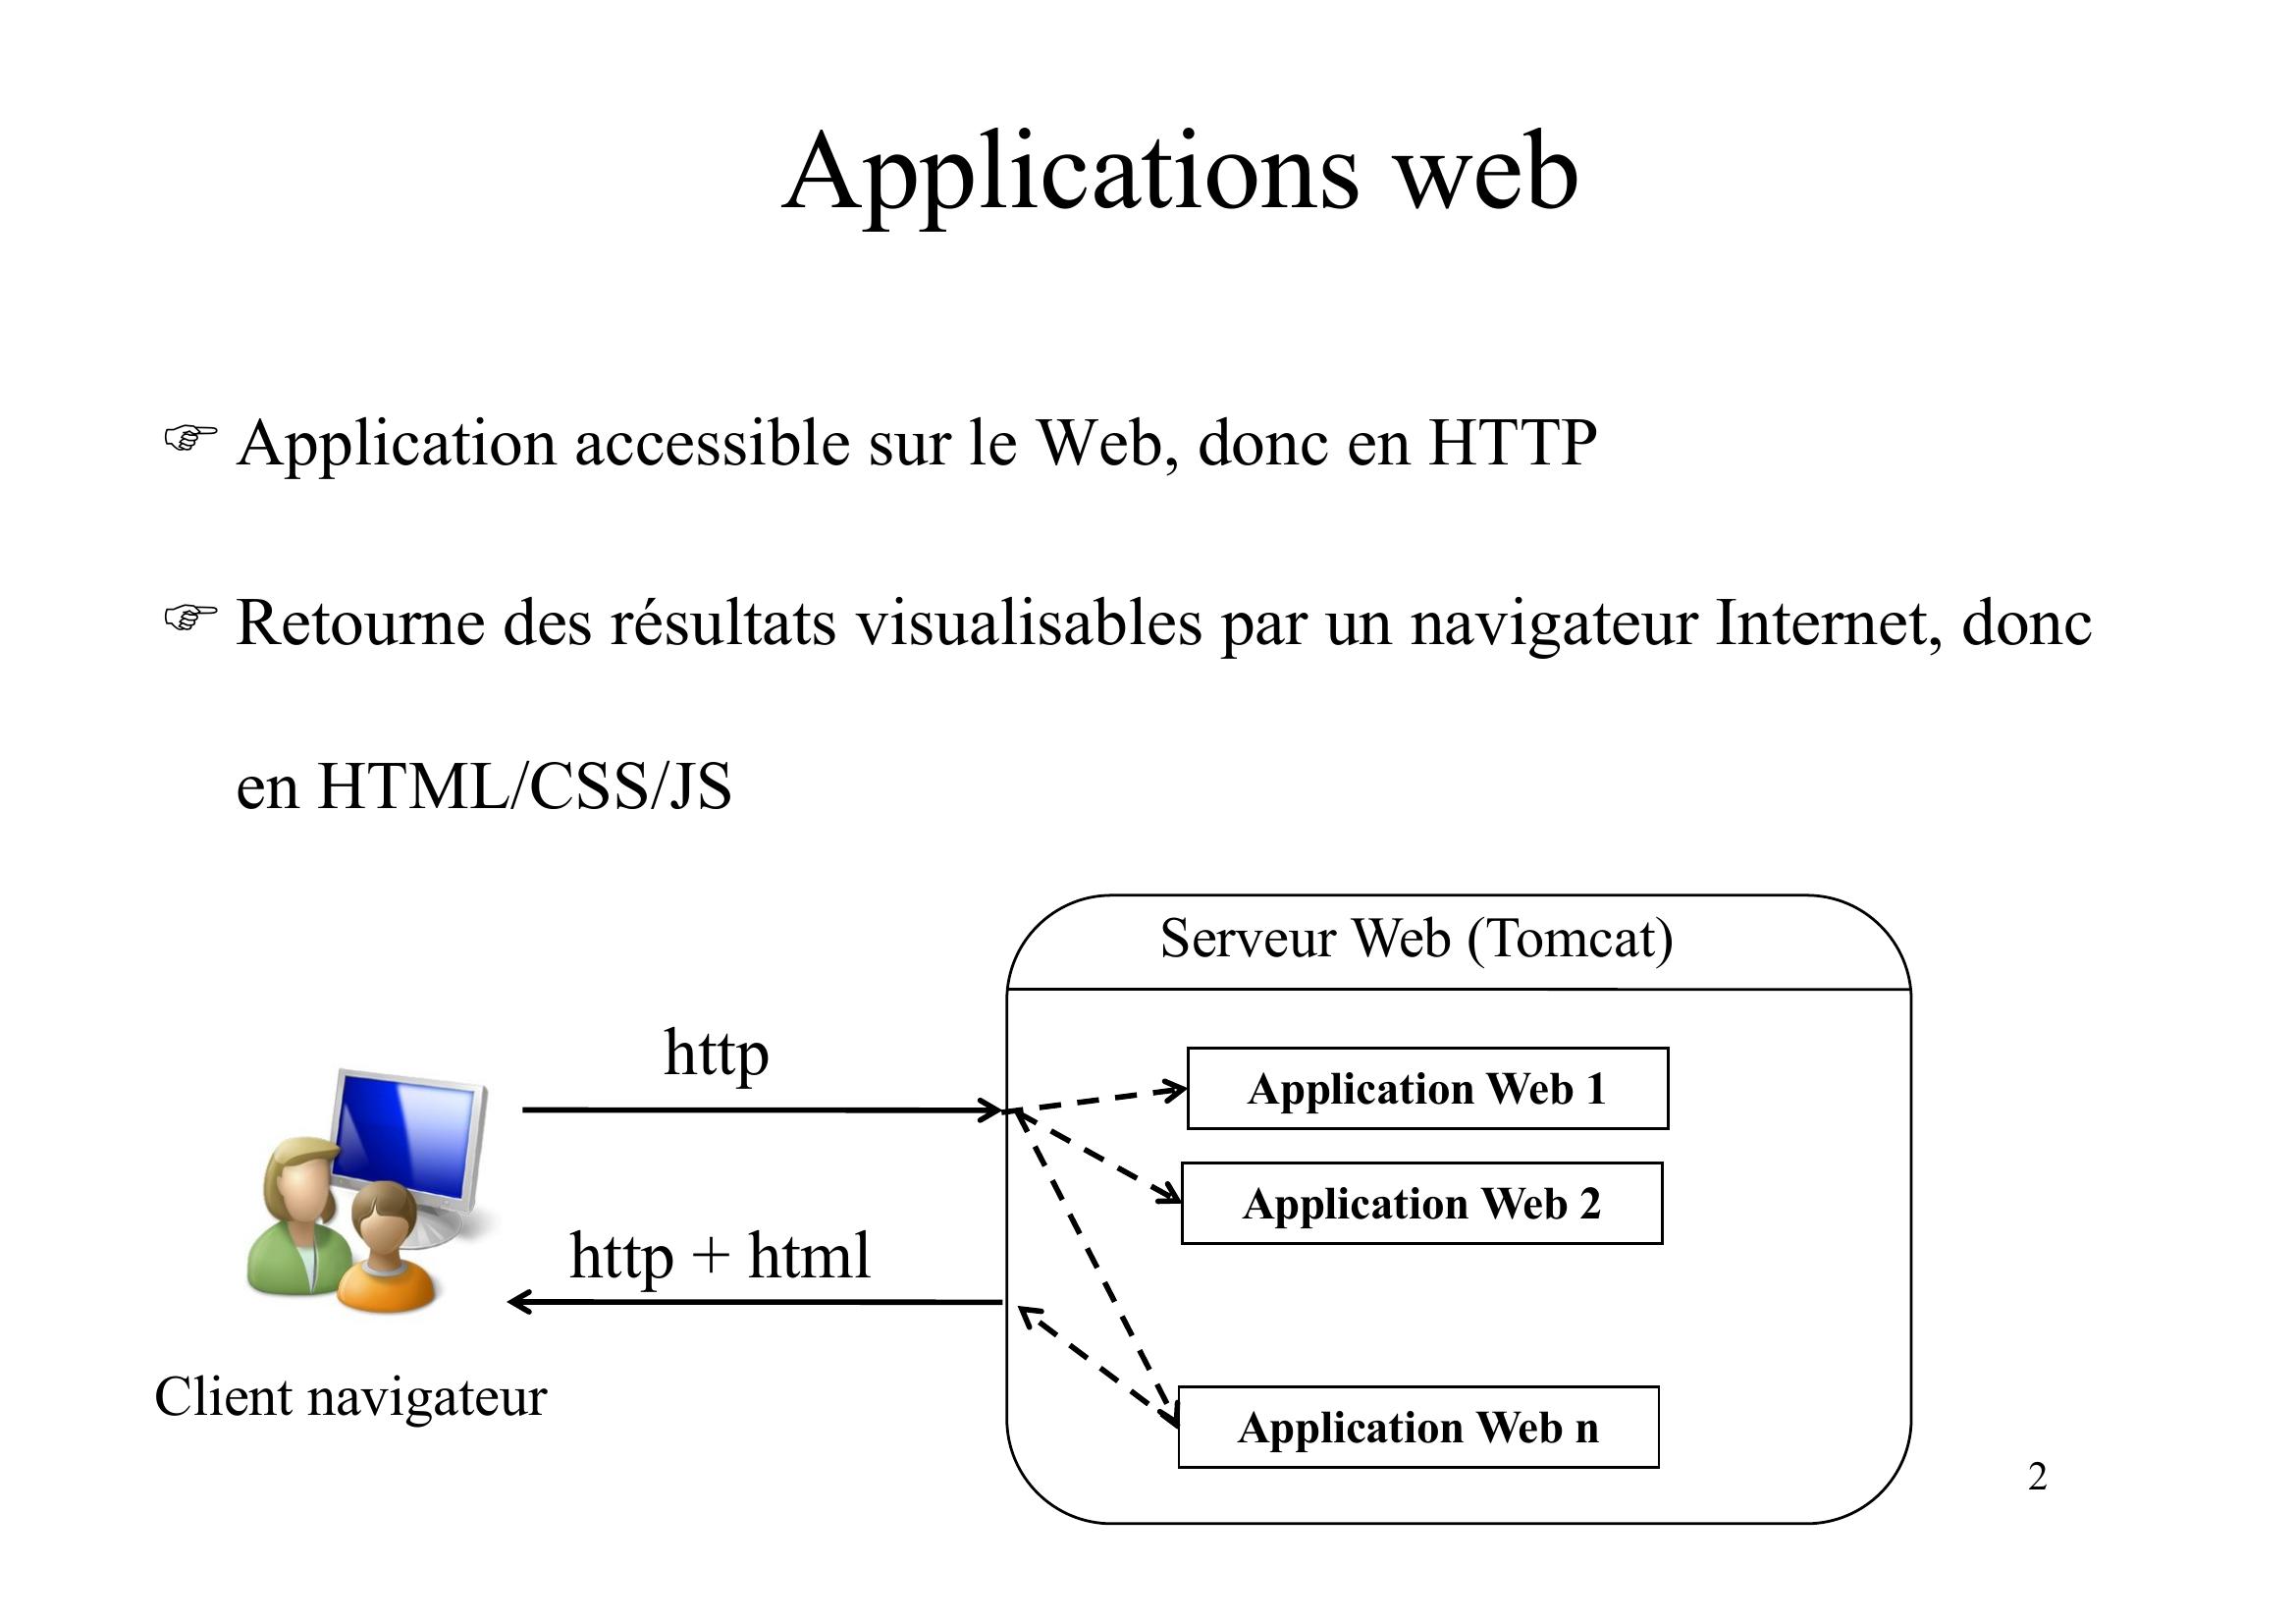 Applications web
☞ Application accessible sur le Web, donc en HTTP
☞ Retourne des résultats visualisables par un navigateur Internet, donc
en HTML/CSS/JS
Serveur Web (Tomcat)
http
Application Web 1
Application Web 2
http + html
Client navigateur
Application Web n
2